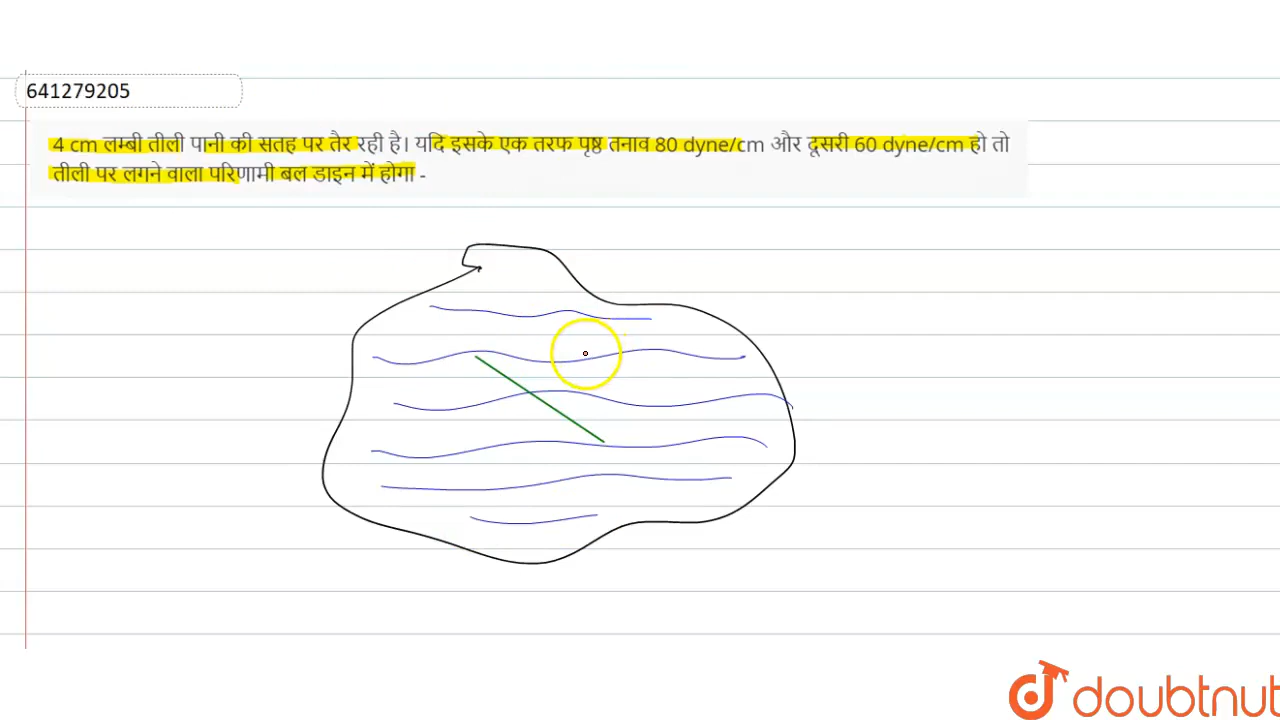 641279205
4 cm लम्बी तीली पानी की सतह पर तैर रही है। यदि इसके एक तरफ पृष्ठ तनाव 80 dyne/cm और दूसरी 60 dyne/cm हो तो
तीली पर लगने वाला परिणामी बल डाइन में होगा -
doubtnut